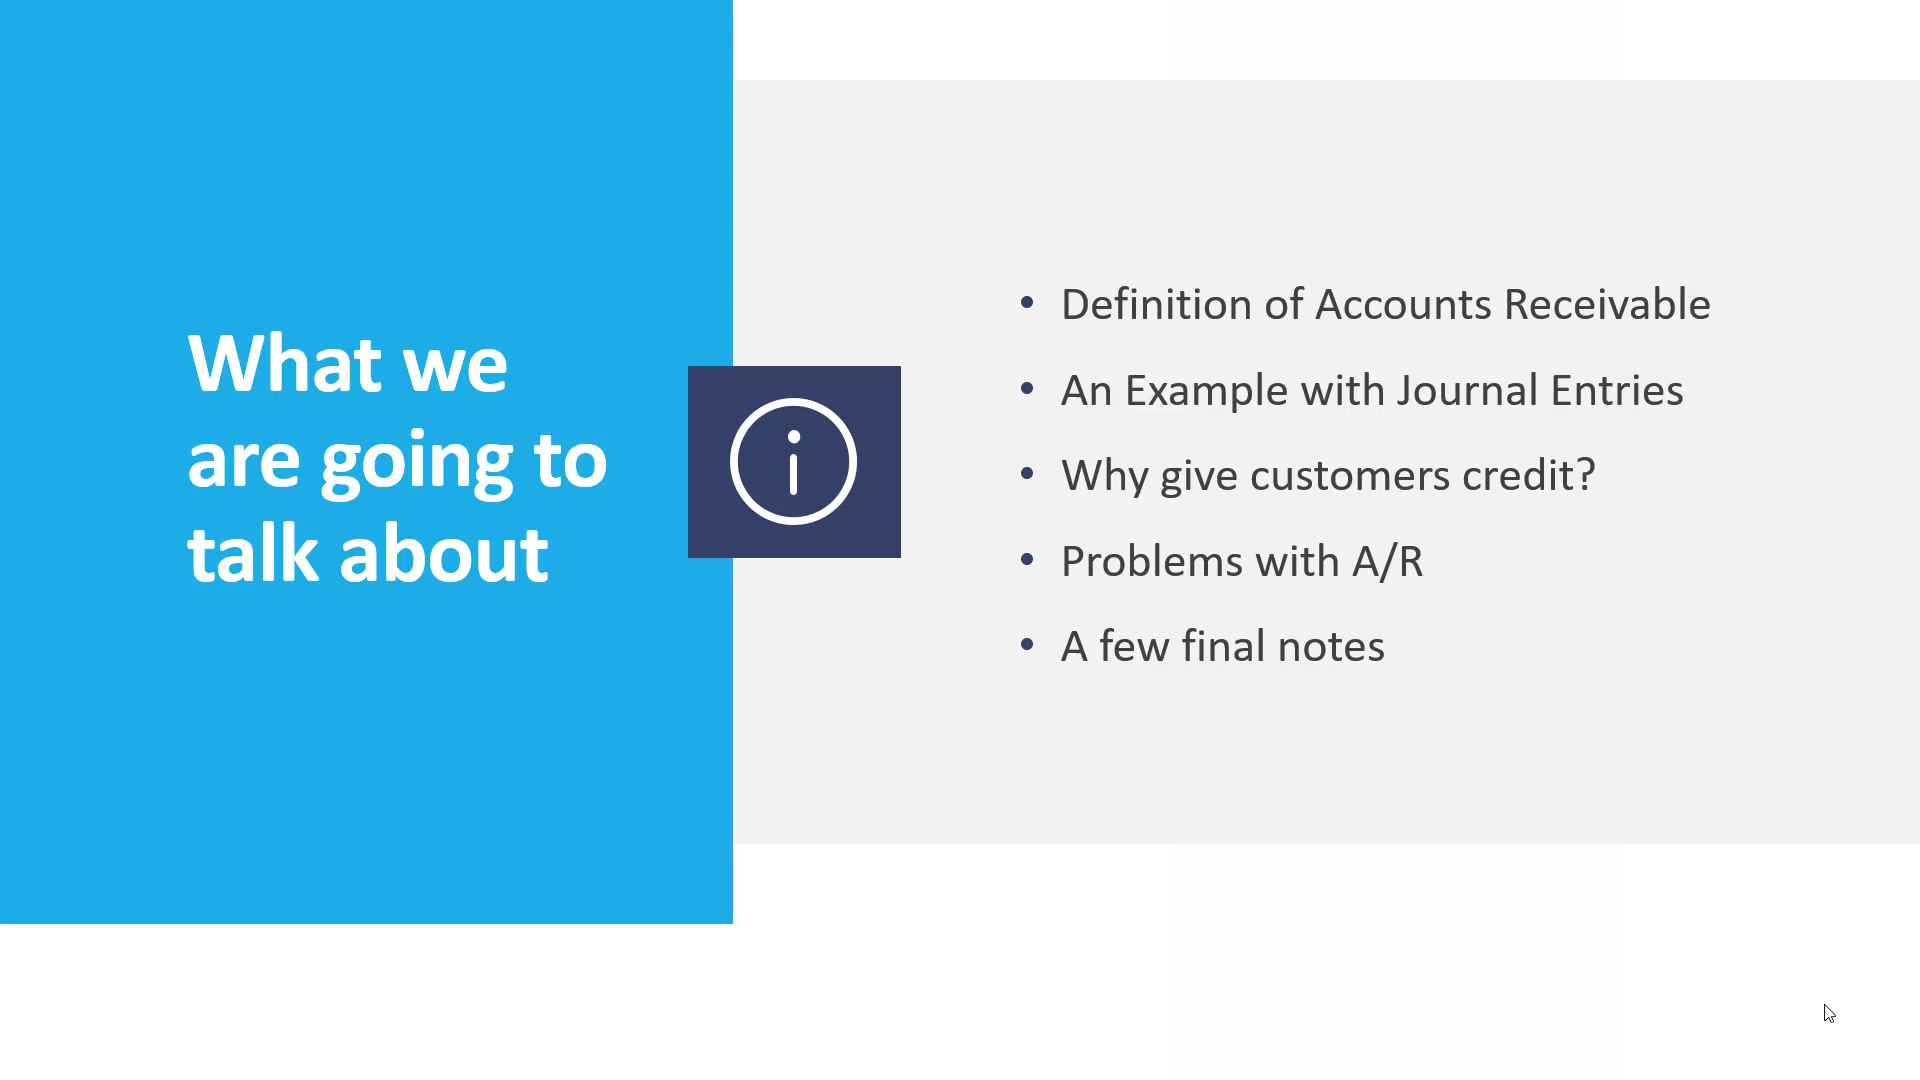 What we
are going to
talk about
• Definition of Accounts Receivable
• An Example with Journal Entries
• Why give customers credit?
• Problems with A/R
• A few final notes